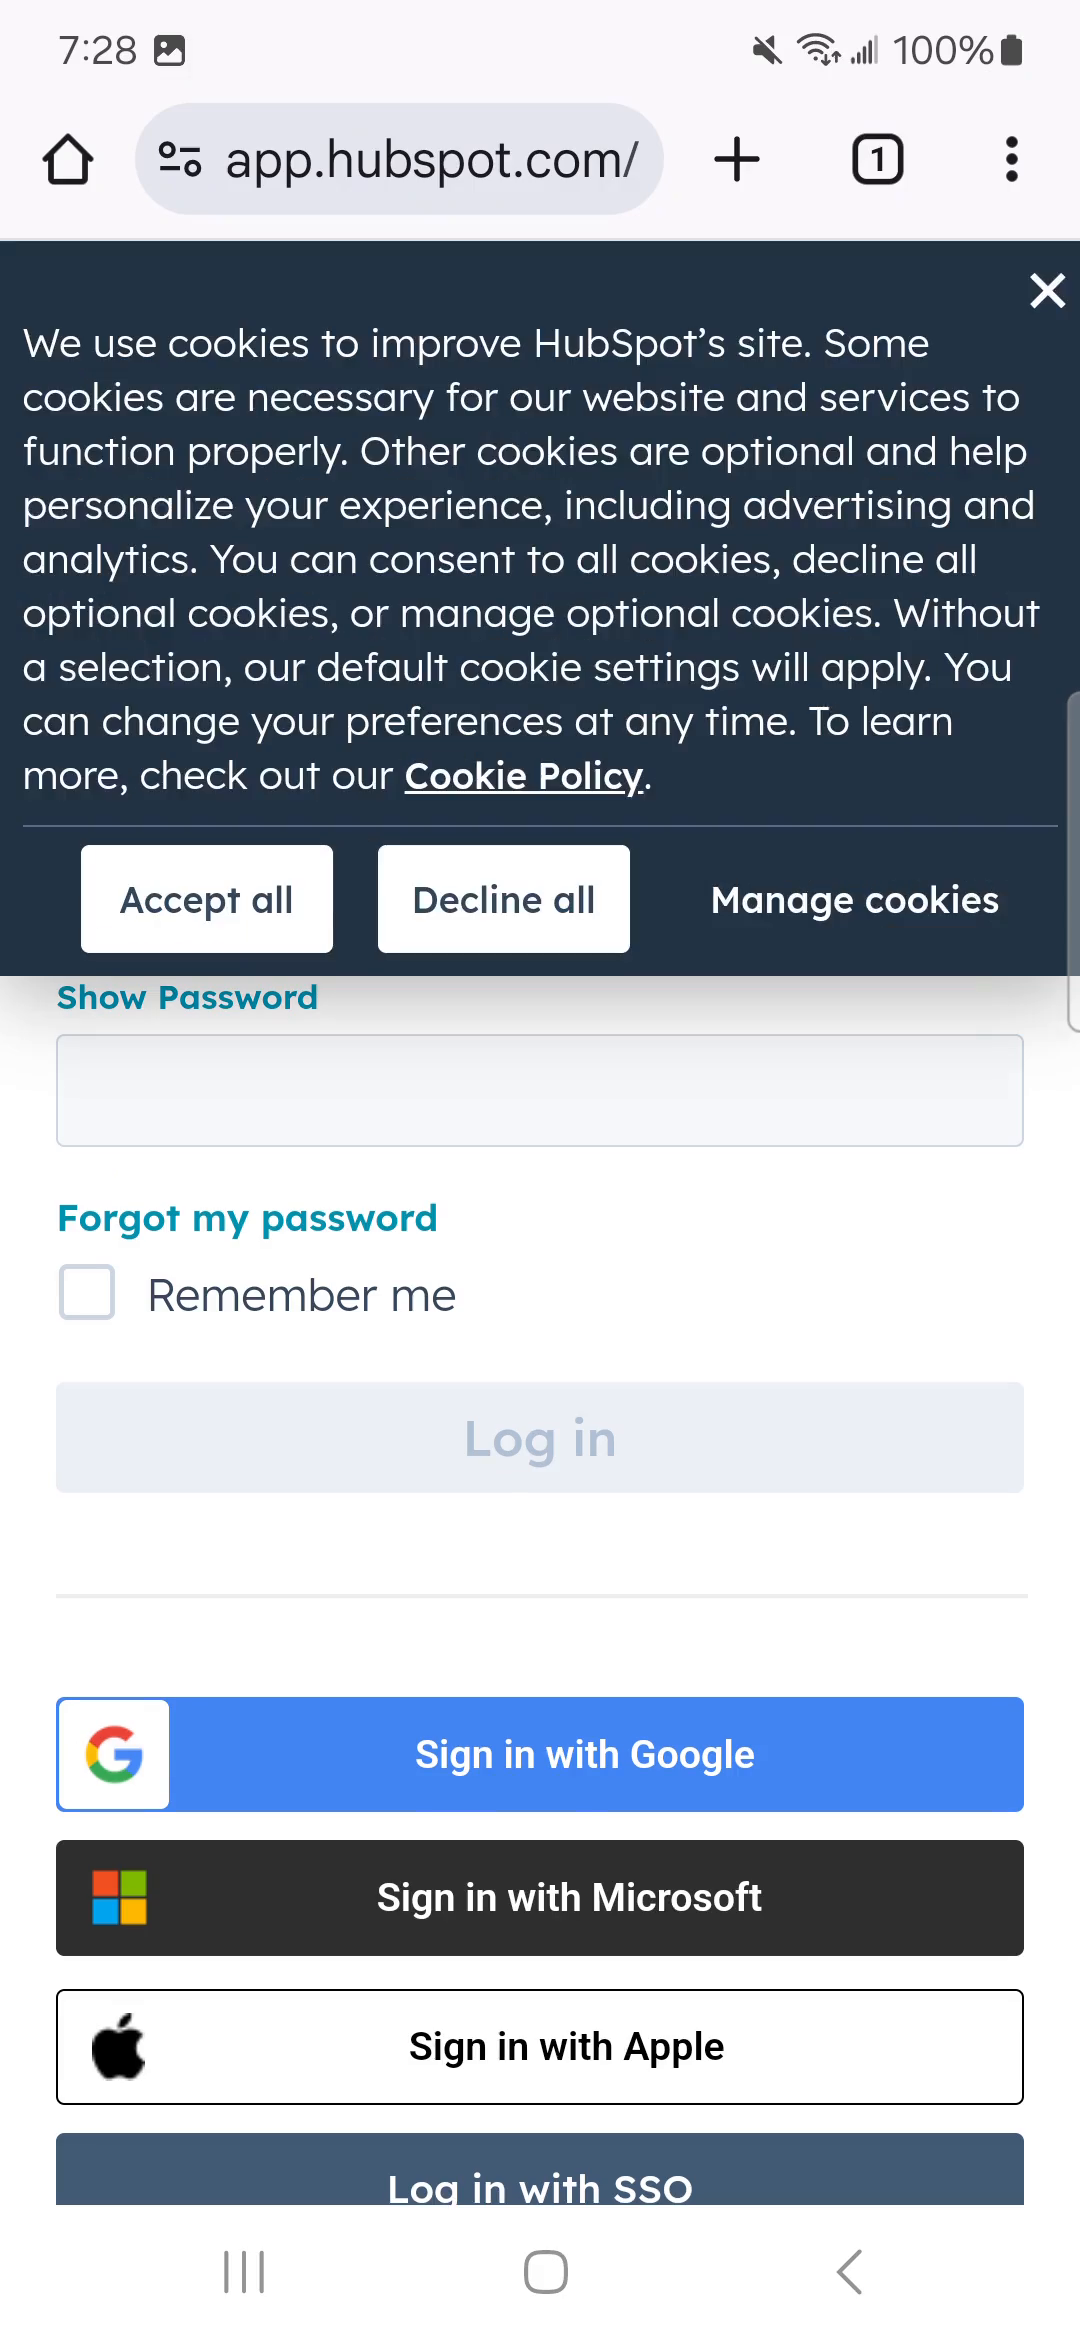 7:28
100%
app.hubspot.com/
1
We use cookies to improve HubSpot’s site. Some
cookies are necessary for our website and services to
function properly. Other cookies are optional and help
personalize your experience, including advertising and
analytics. You can consent to all cookies, decline all
optional cookies, or manage optional cookies. Without
a selection, our default cookie settings will apply. You
can change your preferences at any time. To learn
more, check out our Cookie Policy.
Accept all
Decline all
Manage cookies
Show Password
Forgot my password
Remember me
Log in
Sign in with Google
Sign in with Microsoft
Sign in with Apple
Log in with SSO